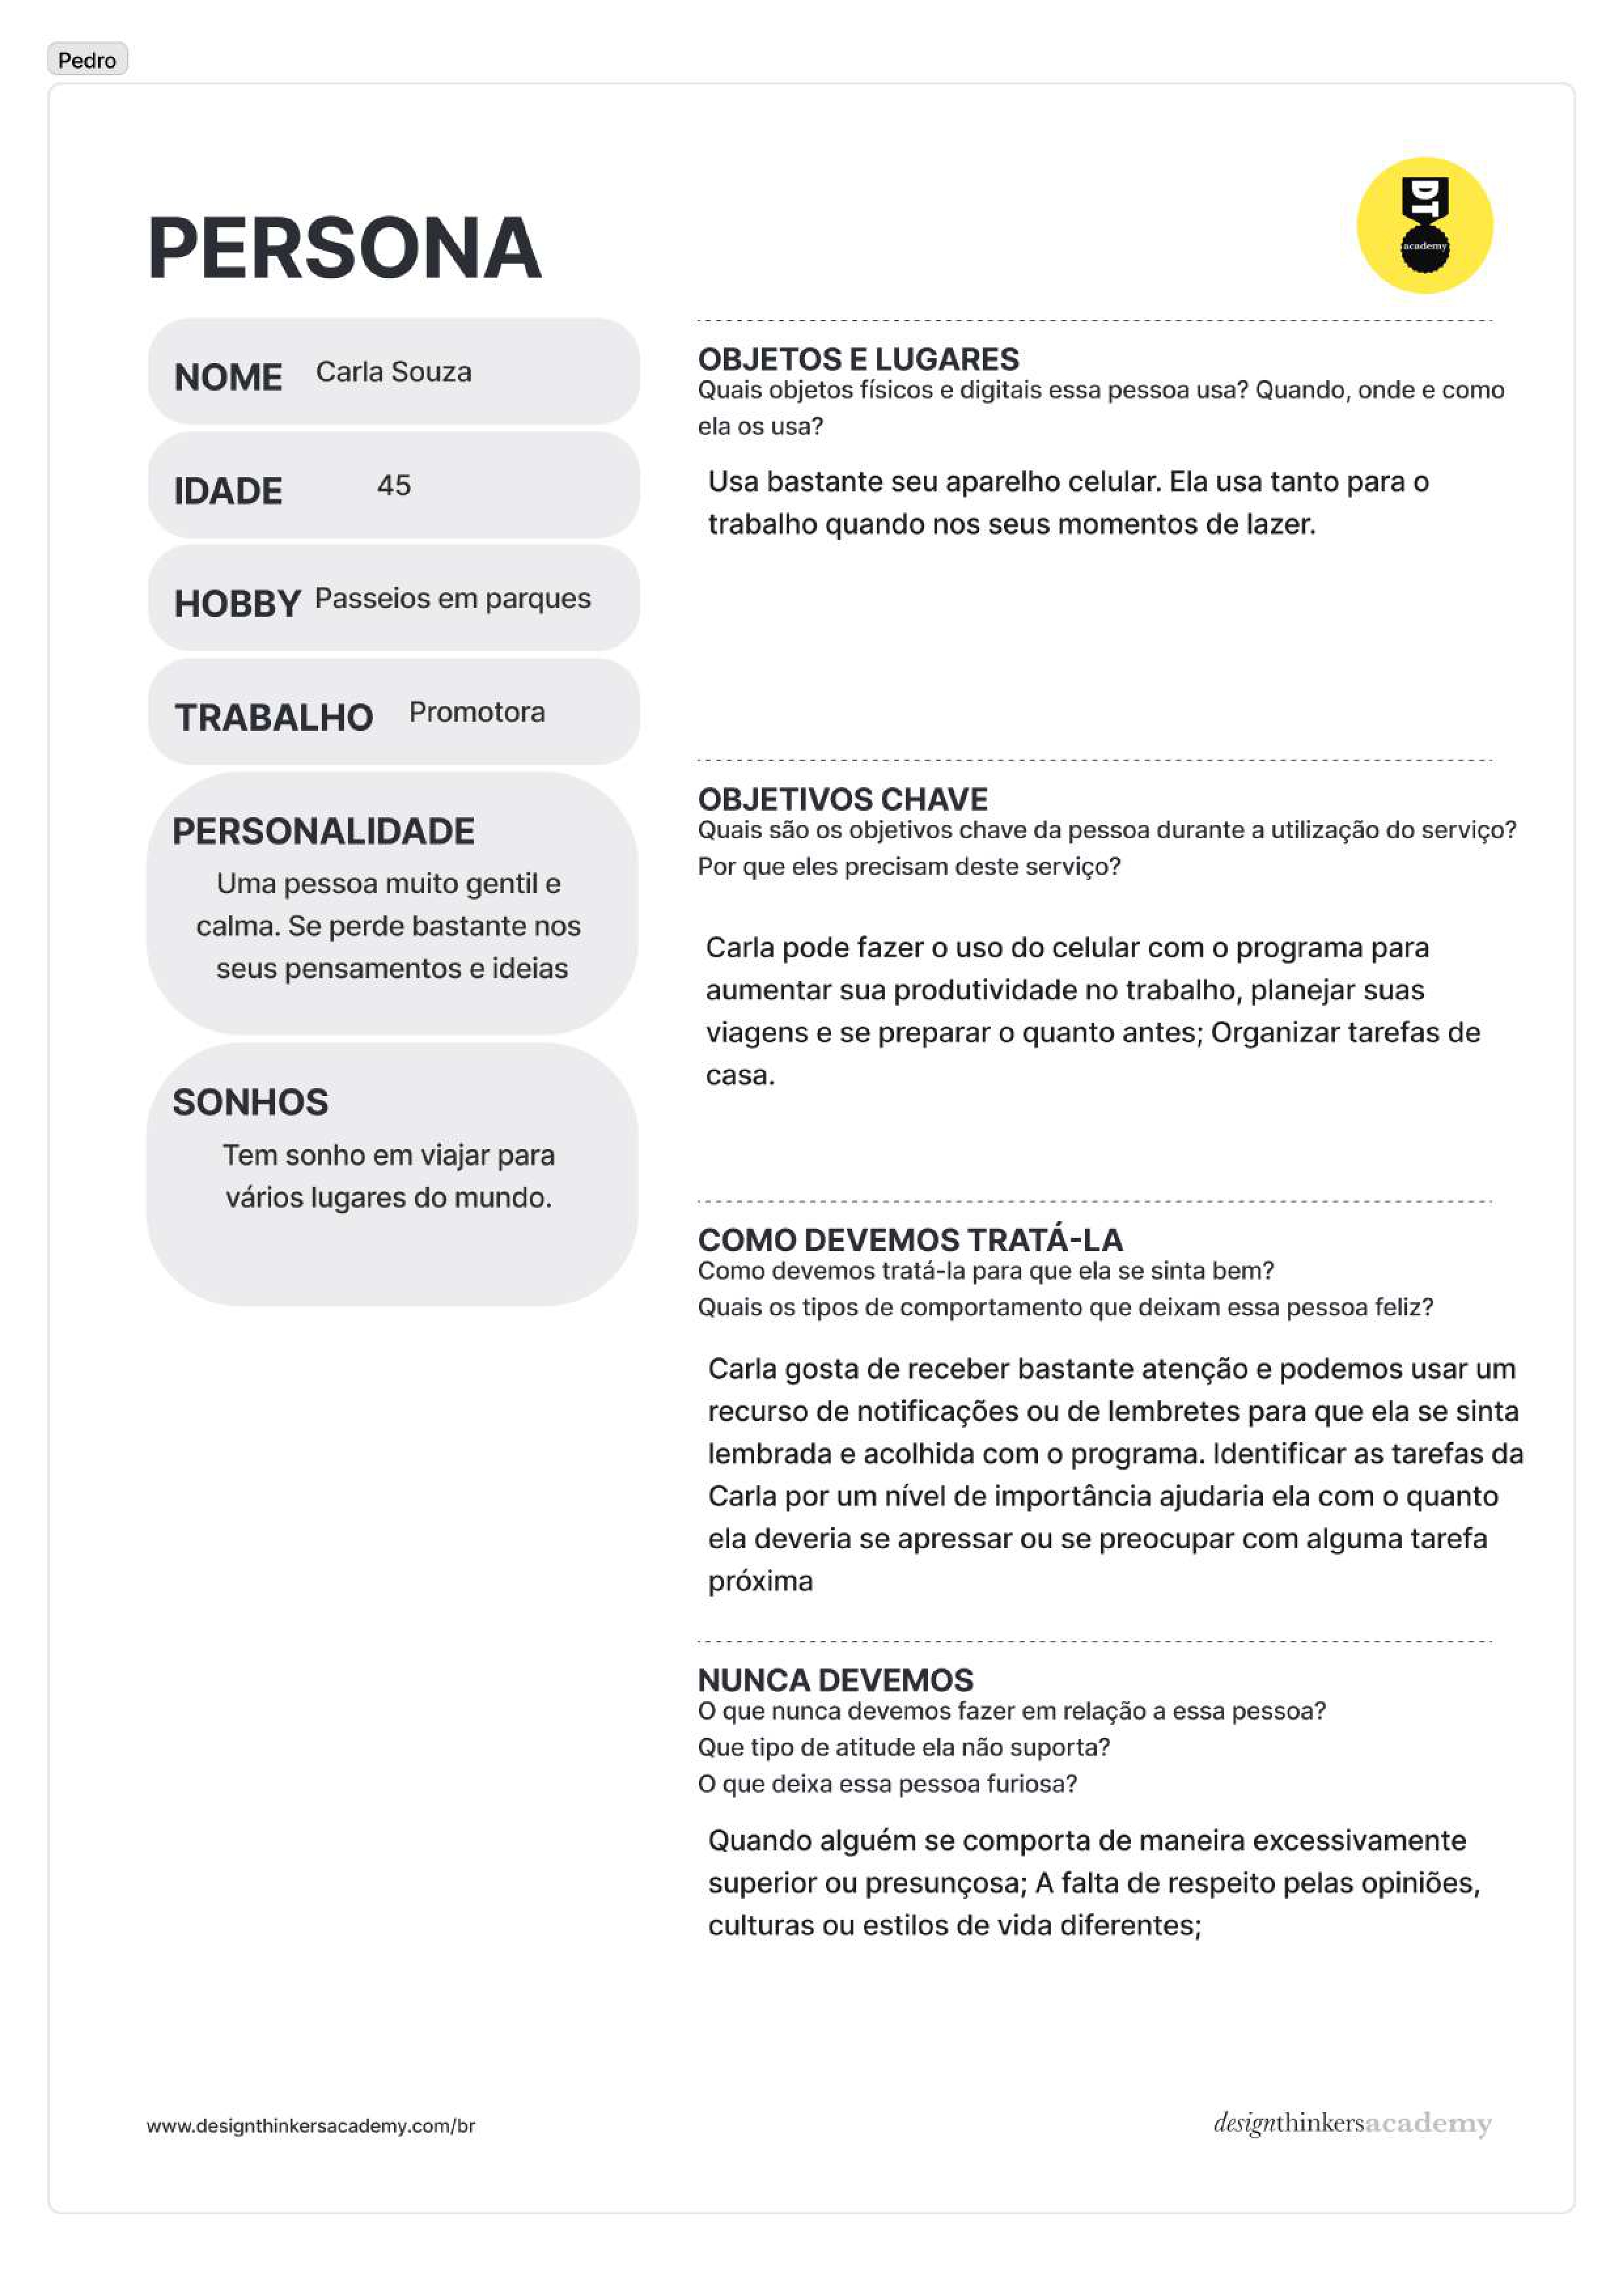 Pedro
PERSONA
DT
academy
NOME Carla Souza
IDADE 45
HOBBY Passeios em parques
TRABALHO Promotora
PERSONALIDADE
Uma pessoa muito gentil e
calma. Se perde bastante nos
seus pensamentos e ideias
SONHOS
Tem sonho em viajar para
vários lugares do mundo.
OBJETOS E LUGARES
Quais objetos físicos e digitais essa pessoa usa? Quando, onde e como
ela os usa?
Usa bastante seu aparelho celular. Ela usa tanto para o
trabalho quando nos seus momentos de lazer.
OBJETIVOS CHAVE
Quais são os objetivos chave da pessoa durante a utilização do serviço?
Por que eles precisam deste serviço?
Carla pode fazer o uso do celular com o programa para
aumentar sua produtividade no trabalho, planejar suas
viagens e se preparar o quanto antes; Organizar tarefas de
casa.
COMO DEVEMOS TRATÁ-LA
Como devemos tratá-la para que ela se sinta bem?
Quais os tipos de comportamento que deixam essa pessoa feliz?
Carla gosta de receber bastante atenção e podemos usar um
recurso de notificações ou de lembretes para que ela se sinta
lembrada e acolhida com o programa. Identificar as tarefas da
Carla por um nível de importância ajudaria ela com o quanto
ela deveria se apressar ou se preocupar com alguma tarefa
próxima
NUNCA DEVEMOS
O que nunca devemos fazer em relação a essa pessoa?
Que tipo de atitude ela não suporta?
O que deixa essa pessoa furiosa?
Quando alguém se comporta de maneira excessivamente
superior ou presunçosa; A falta de respeito pelas opiniões,
culturas ou estilos de vida diferentes;
www.designthinkersacademy.com/br
designthinkersacademy